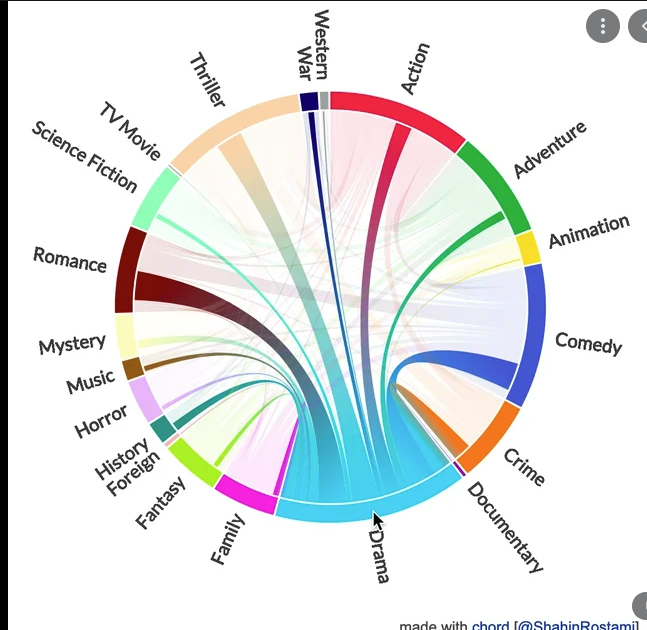 Western
War
Action
Thriller
Adventure
TV Movie
Science Fiction
Animation
Romance
Comedy
Mystery
Music
Horror
Crime
History
Foreign
Documentary
Fantasy
Family
Drama
made with chord [@ShahinRostami]